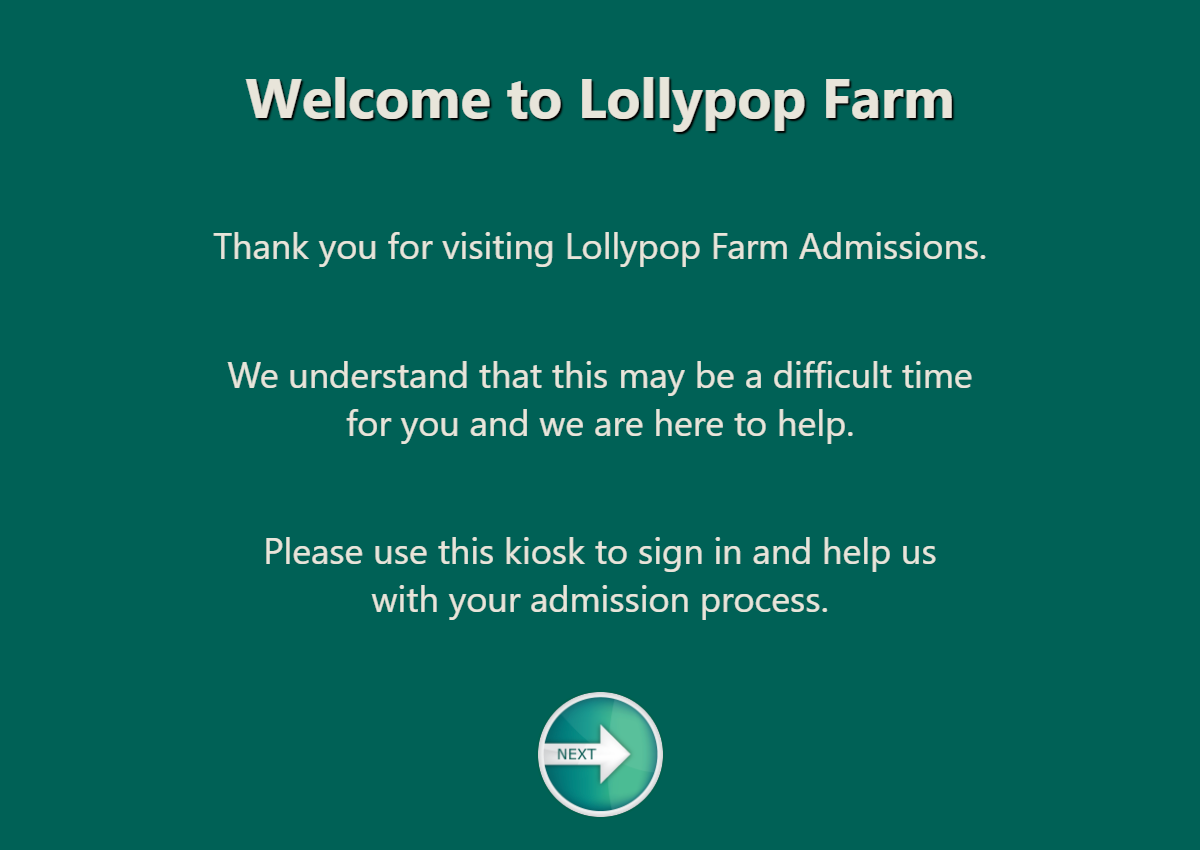 Welcome to Lollypop Farm
Thank you for visiting Lollypop Farm Admissions.
We understand that this may be a difficult time
for you and we are here to help.
Please use this kiosk to sign in and help us
with your admission process.
NEXT